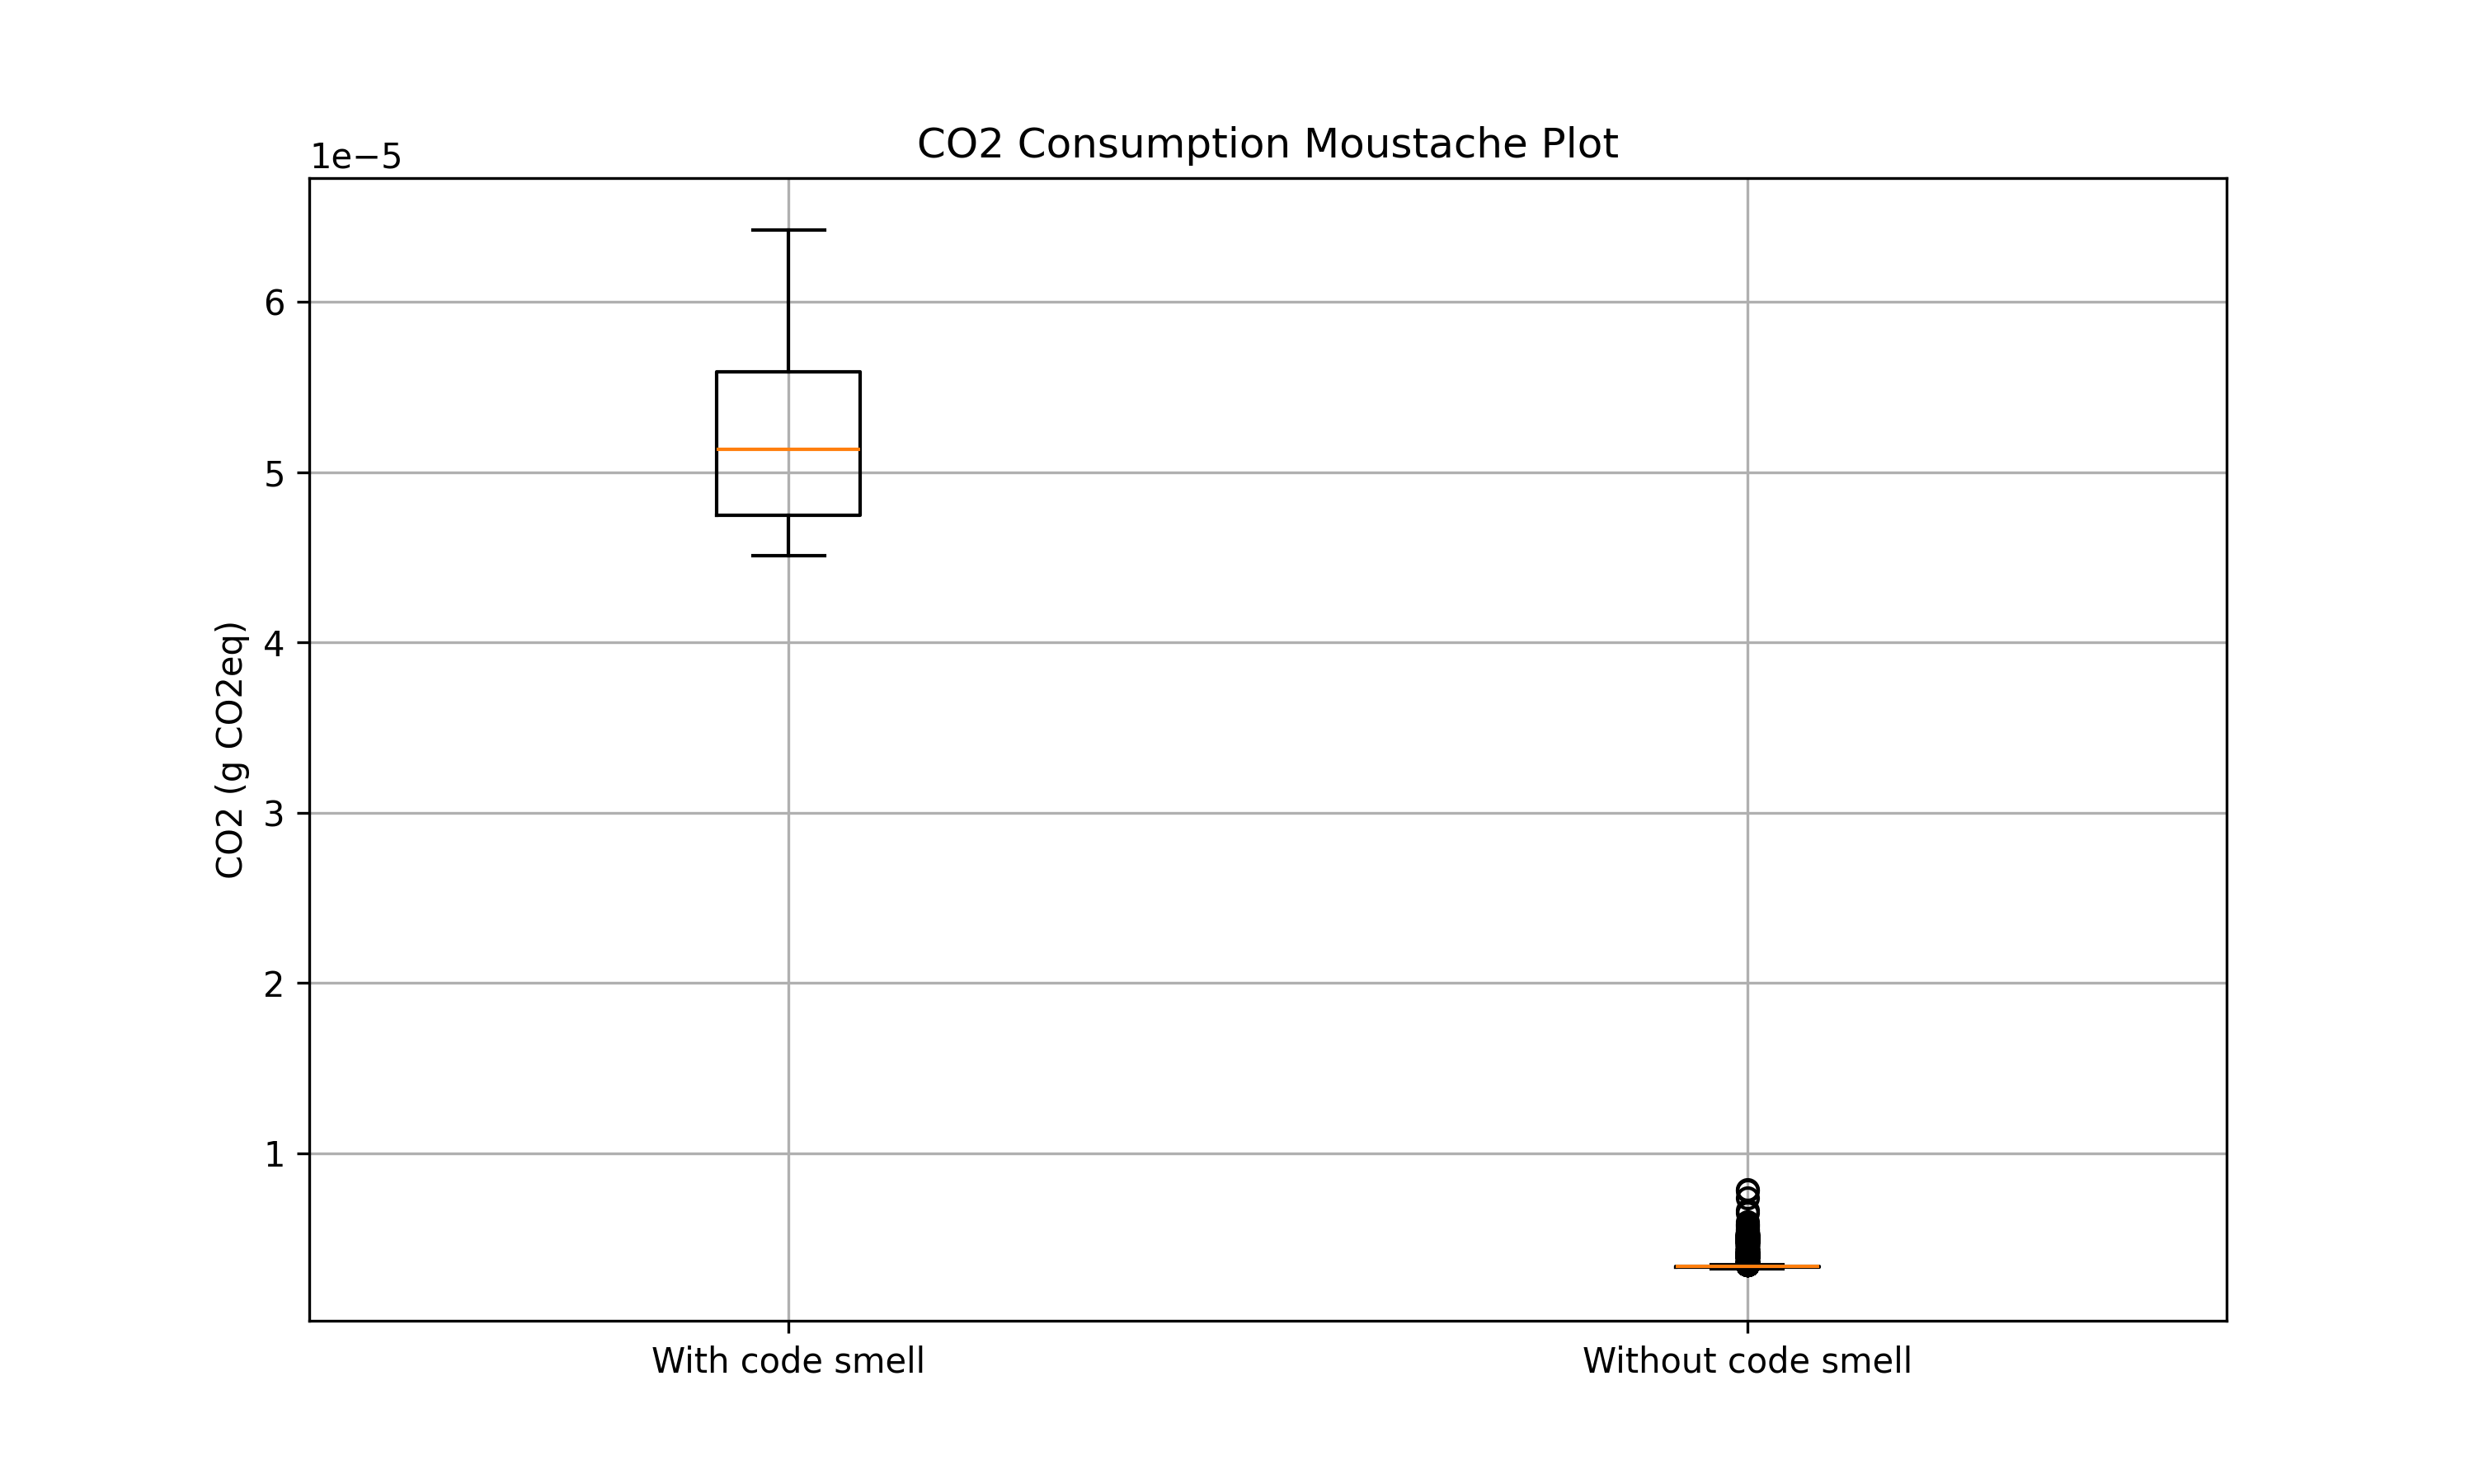 CO2 Consumption Moustache Plot
1e−5
6
5
4
3
2
1
CO2 (g CO2eq)
With code smell
Without code smell